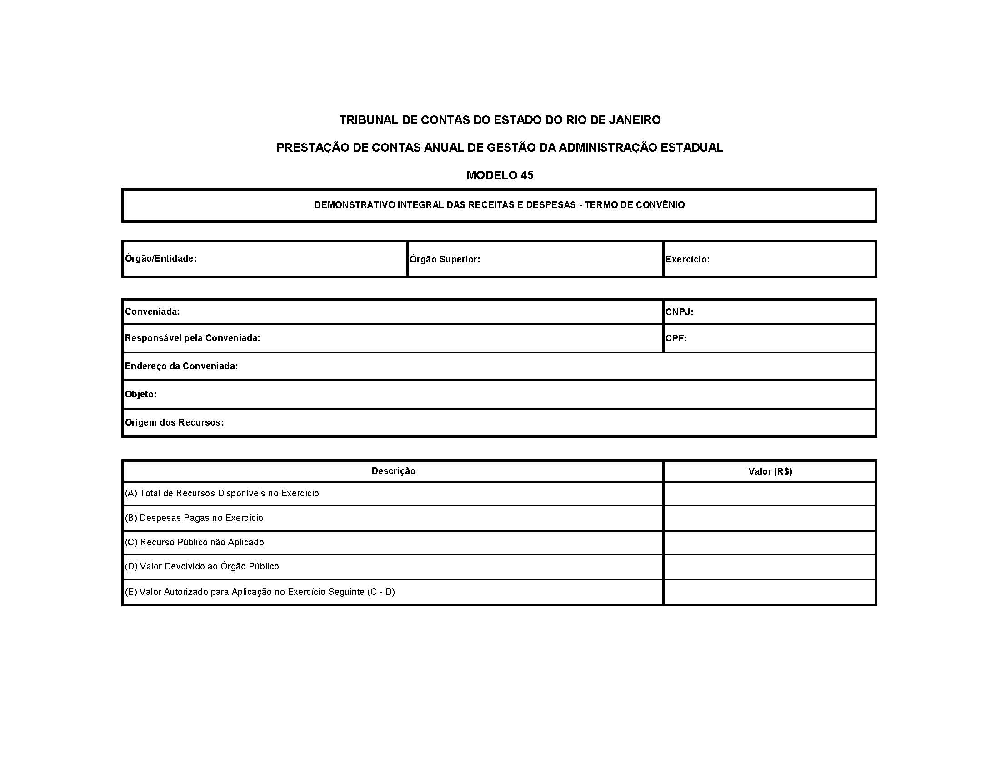 TRIBUNAL DE CONTAS DO ESTADO DO RIO DE JANEIRO
PRESTAÇÃO DE CONTAS ANUAL DE GESTÃO DA ADMINISTRAÇÃO ESTADUAL
MODELO 45
DEMONSTRATIVO INTEGRAL DAS RECEITAS E DESPESAS - TERMO DE CONVÊNIO
Órgão/Entidade: Órgão Superior: Exercício:
Conveniada: CNPJ:
Responsável pela Conveniada: CPF:
Endereço da Conveniada:
Objeto:
Origem dos Recursos:
Descrição Valor (R$)
(A) Total de Recursos Disponíveis no Exercício
(B) Despesas Pagas no Exercício
(C) Recurso Público não Aplicado
(D) Valor Devolvido ao Órgão Público
(E) Valor Autorizado para Aplicação no Exercício Seguinte (C - D)